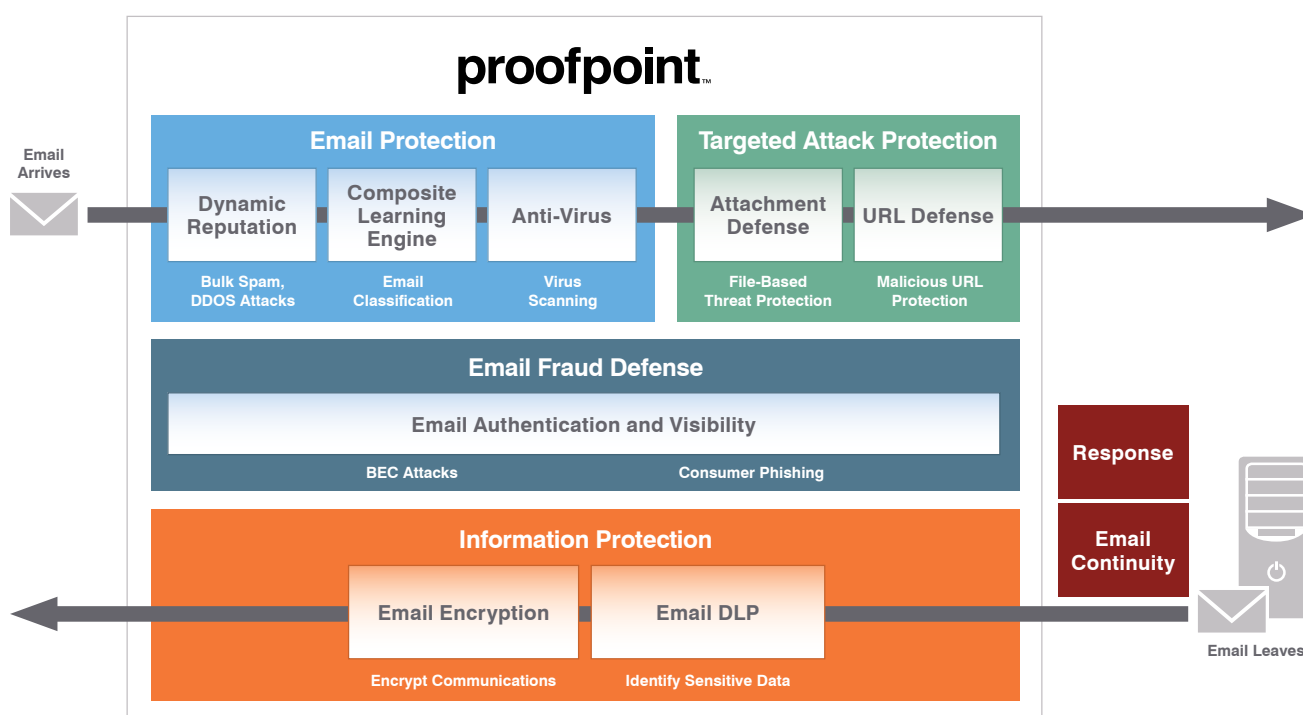 proofpoint™
Email
Arrives
Email Protection
Dynamic
Reputation
Composite
Learning
Engine
Anti-Virus
Bulk Spam,
DDOS Attacks
Email
Classification
Virus
Scanning
Targeted Attack Protection
Attachment
Defense
URL Defense
File-Based
Threat Protection
Malicious URL
Protection
Email Fraud Defense
Email Authentication and Visibility
BEC Attacks
Consumer Phishing
Response
Email
Continuity
Information Protection
Email Encryption
Email DLP
Encrypt Communications
Identify Sensitive Data
Email Leaves